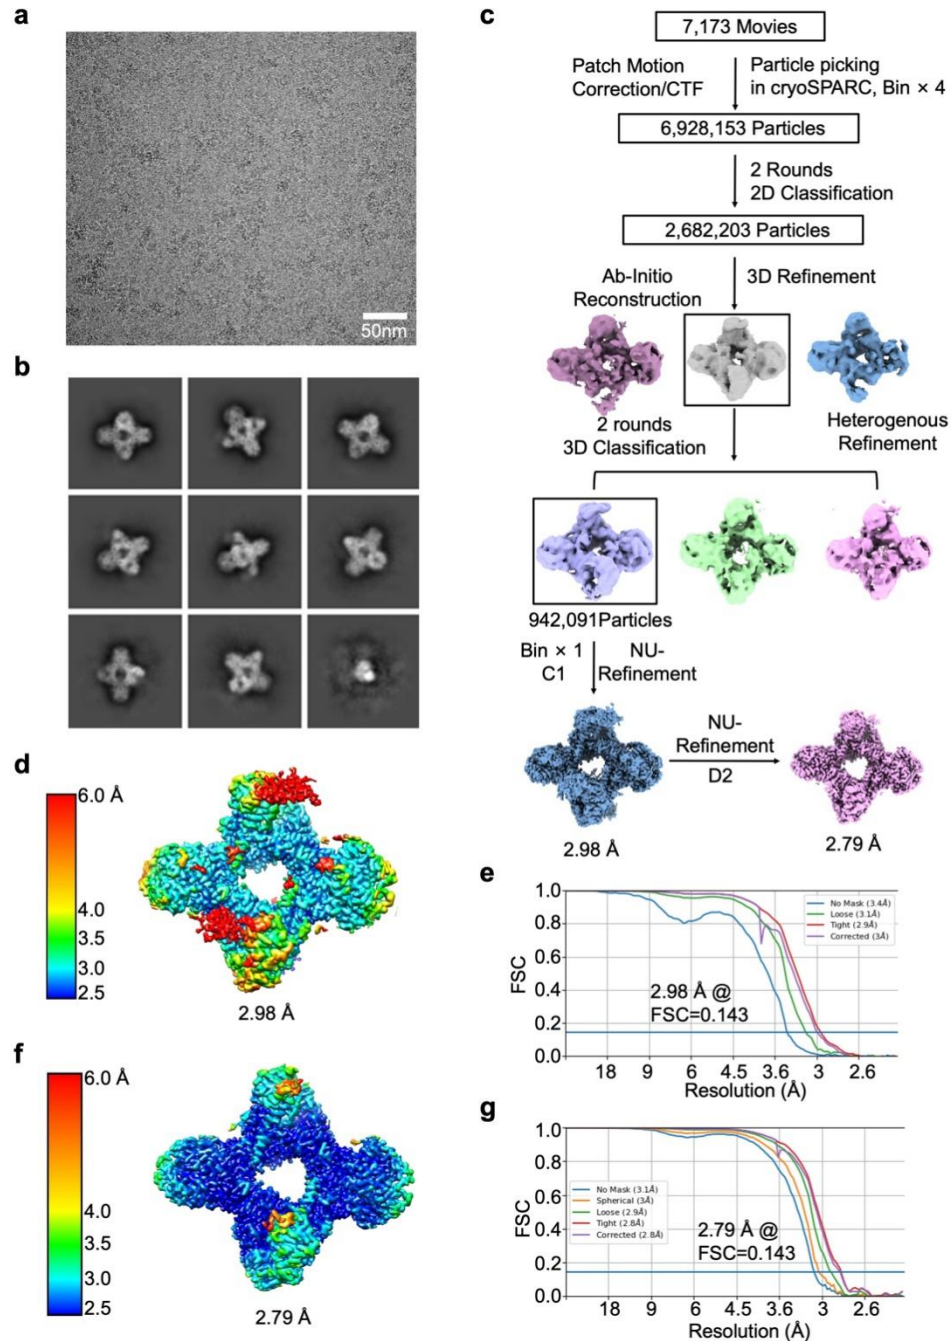 a
50nm
b
c
7,173 Movies
Patch Motion
Correction/CTF
Particle picking
in cryoSPARC, Bin × 4
6,928,153 Particles
2 Rounds
2D Classification
2,682,203 Particles
Ab-Initio
Reconstruction
3D Refinement
2 rounds
3D Classification
Heterogenous
Refinement
942,091Particles
Bin × 1
C1
NU-
Refinement
NU-
Refinement
D2
2.98 Å
2.79 Å
d
6.0 Å
4.0
3.5
3.0
2.5
2.98 Å
e
1.0
0.8
0.6
0.4
0.2
0.0
FSC
No Mask (3.4Å)
Loose (3.1Å)
Tight (2.9Å)
Corrected (3Å)
2.98 Å @
FSC=0.143
18 9 6 4.5 3.6 3 2.6
Resolution (Å)
f
6.0 Å
4.0
3.5
3.0
2.5
2.79 Å
g
1.0
0.8
0.6
0.4
0.2
0.0
FSC
No Mask (3.1Å)
Spherical (3Å)
Loose (2.9Å)
Tight (2.8Å)
Corrected (2.8Å)
2.79 Å @
FSC=0.143
18 9 6 4.5 3.6 3 2.6
Resolution (Å)